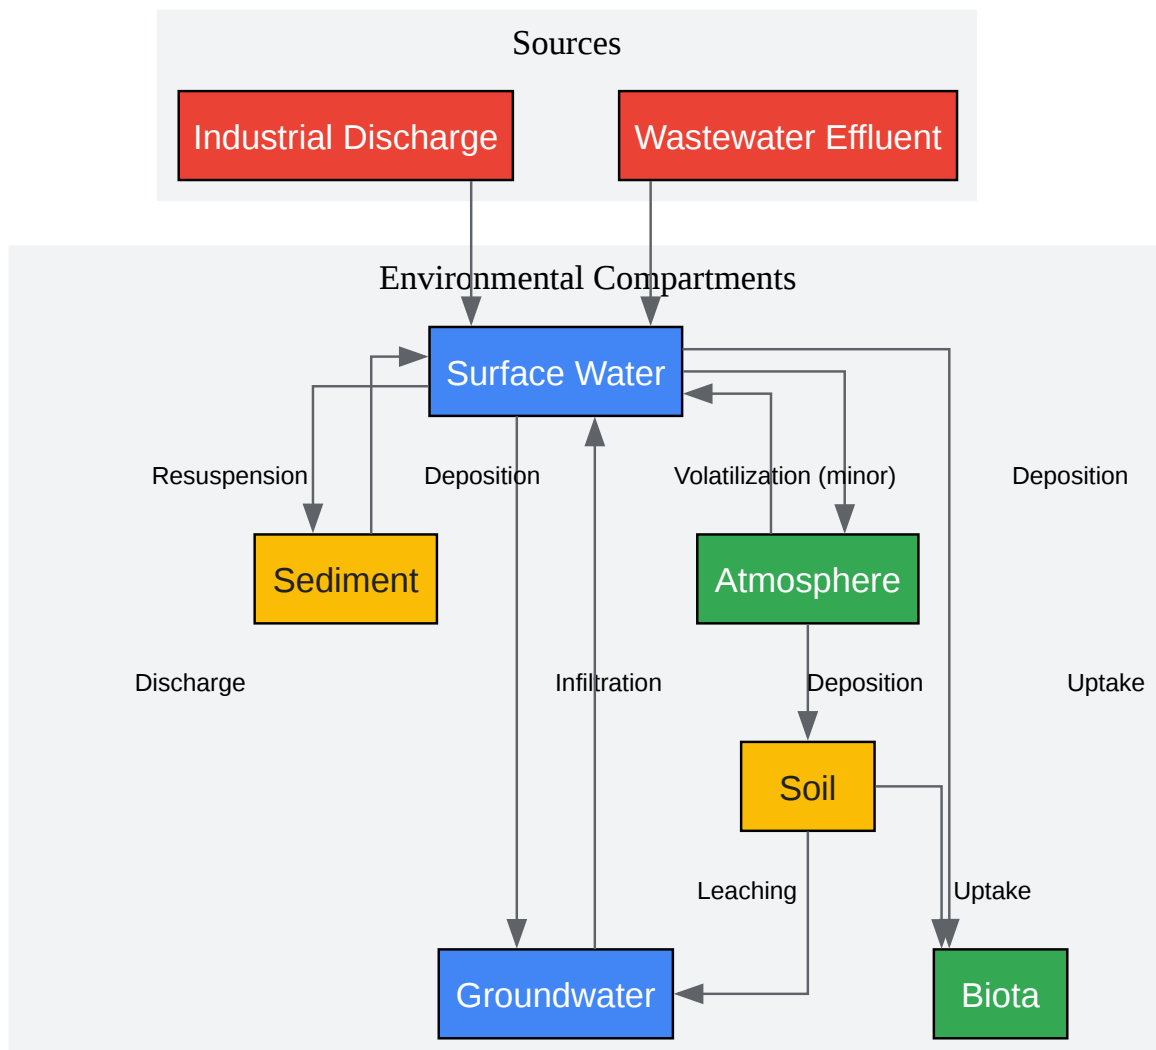 Sources
Industrial Discharge
Wastewater Effluent
Environmental Compartments
Surface Water
Resuspension
Deposition
Volatilization (minor)
Deposition
Sediment
Atmosphere
Discharge
Infiltration
Deposition
Uptake
Soil
Leaching
Uptake
Groundwater
Biota